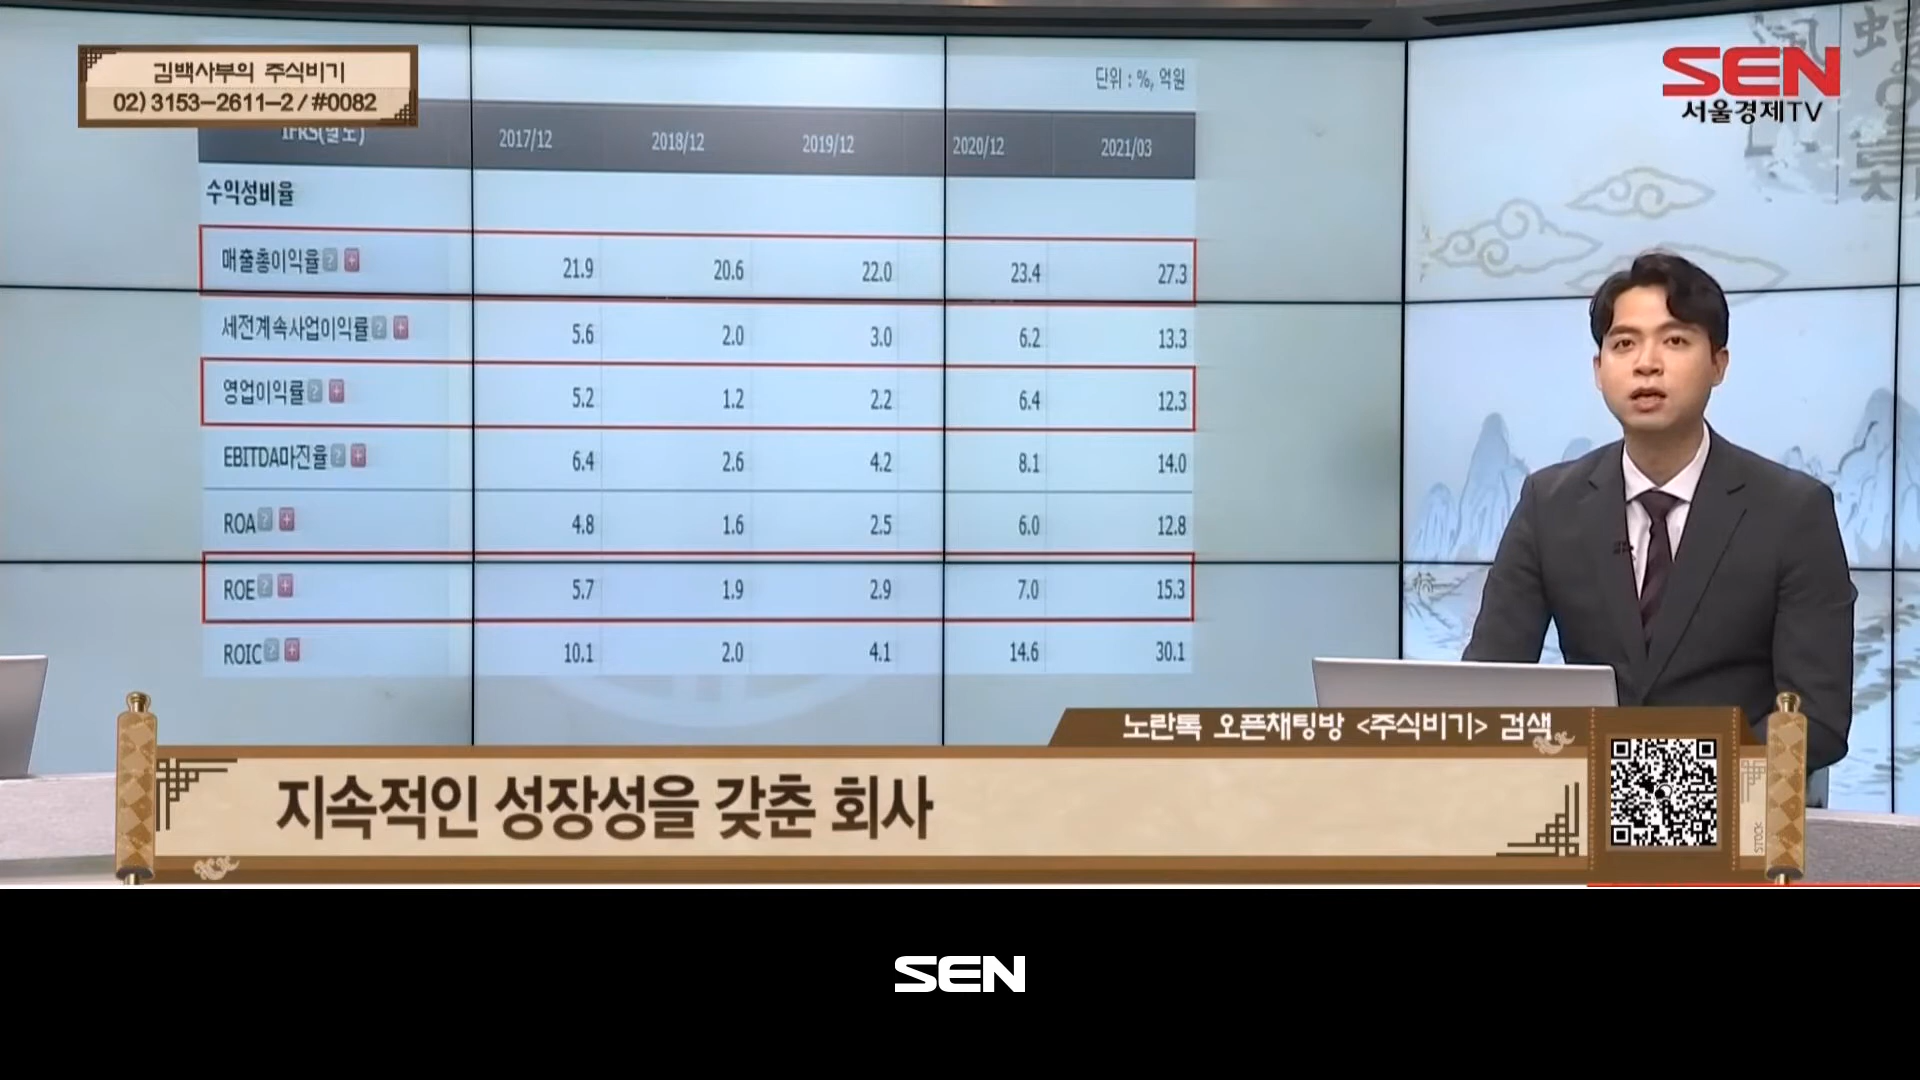 김백사부의 주식비기
02) 3153-2611~2 / #0082
SEN
서울경제TV
단위 : %, 억원
IFRS(별도) 2017/12 2018/12 2019/12 2020/12 2021/03
수익성비율
매출총이익율 ? + 21.9 20.6 22.0 23.4 27.3
세전계속사업이익률 ? + 5.6 2.0 3.0 6.2 13.3
영업이익률 ? + 5.2 1.2 2.2 6.4 12.3
EBITDA마진율 ? + 6.4 2.6 4.2 8.1 14.0
ROA ? + 4.8 1.6 2.5 6.0 12.8
ROE ? + 5.7 1.9 2.9 7.0 15.3
ROIC ? + 10.1 2.0 4.1 14.6 30.1
노란톡 오픈채팅방 <주식비기> 검색
지속적인 성장성을 갖춘 회사
STOCK
SEN